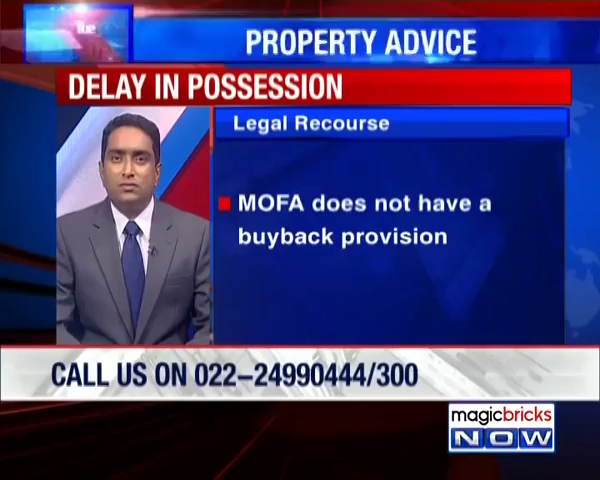 PROPERTY ADVICE
DELAY IN POSSESSION
Legal Recourse
MOFA does not have a
buyback provision
CALL US ON 022–24990444/300
magicbricks
NOW